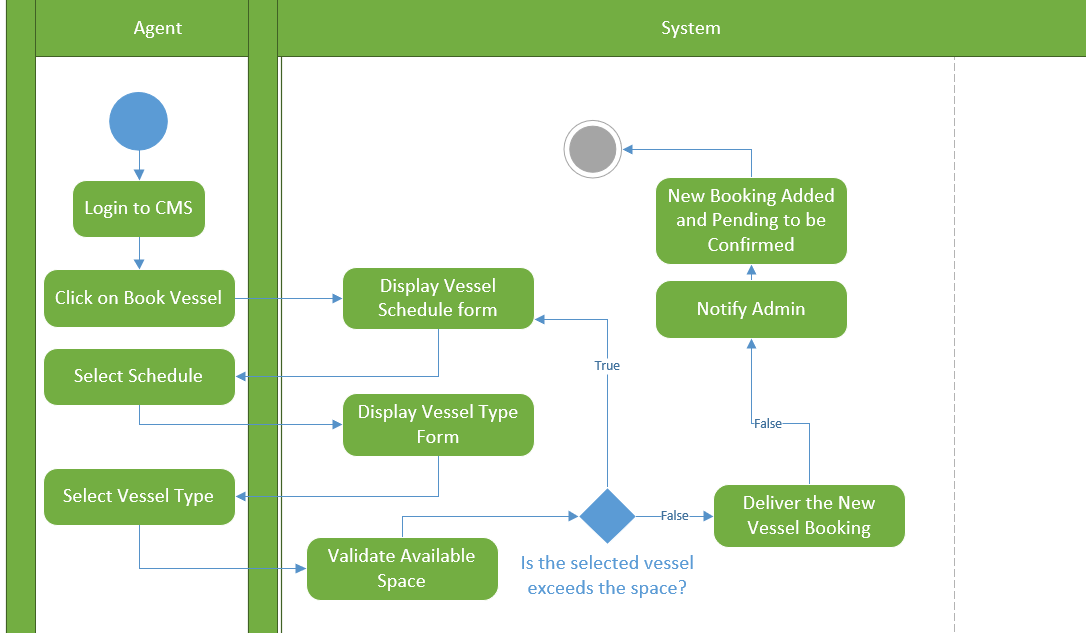 Agent
System
Login to CMS
Click on Book Vessel
Display Vessel
Schedule form
Select Schedule
Display Vessel Type
Form
Select Vessel Type
Validate Available
Space
Is the selected vessel
exceeds the space?
True
False
Deliver the New
Vessel Booking
False
Notify Admin
New Booking Added
and Pending to be
Confirmed